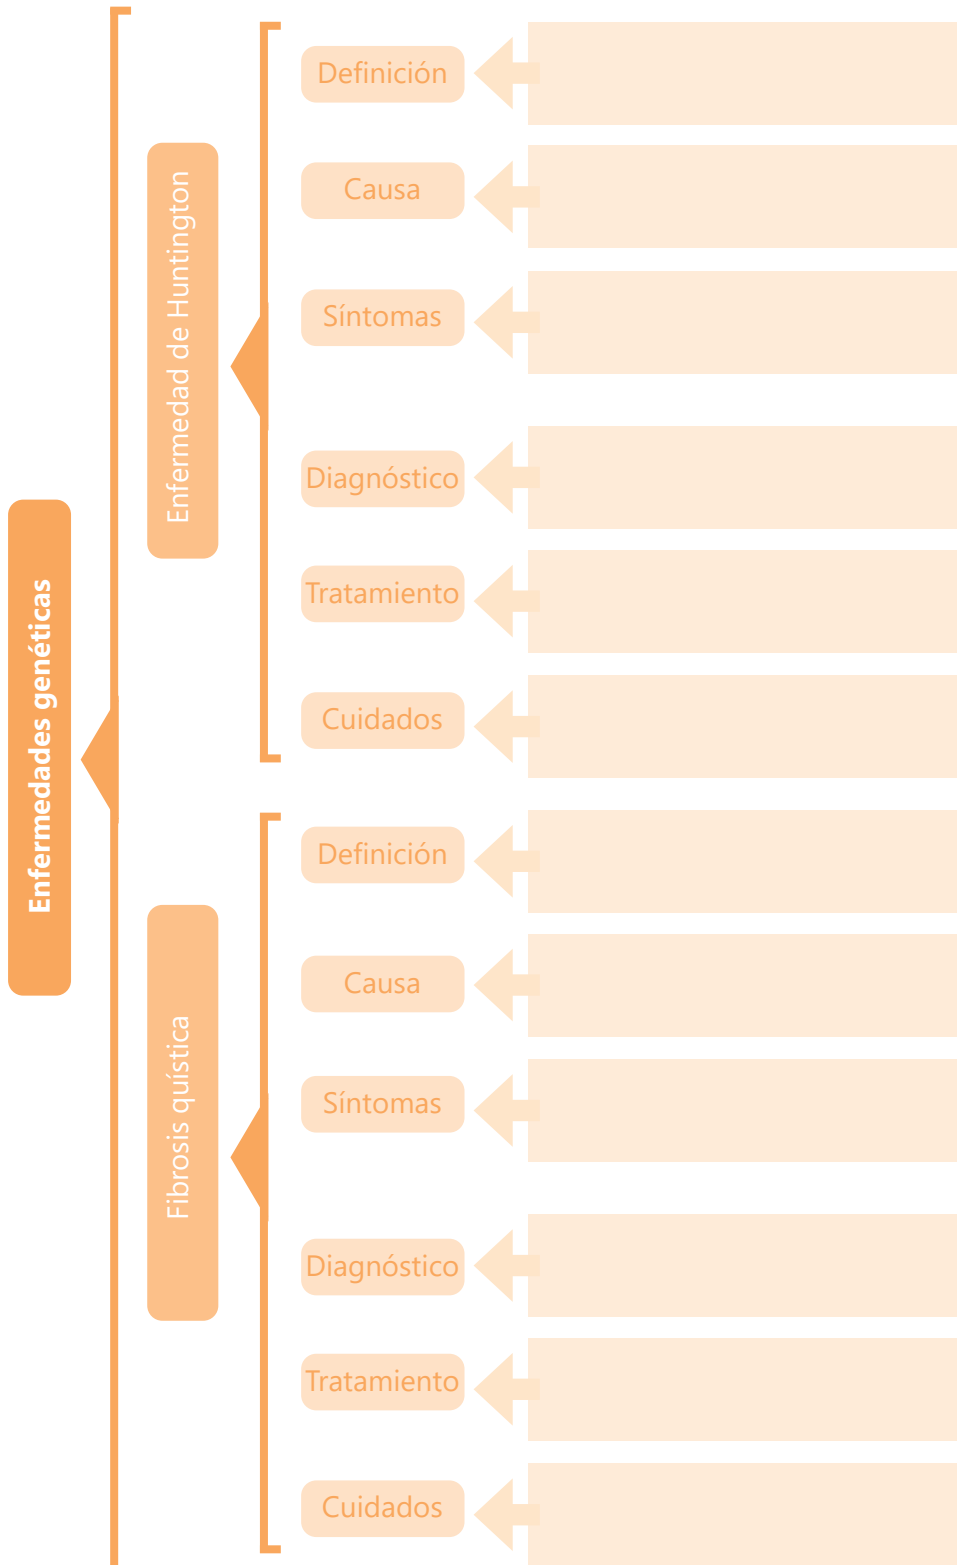 Enfermedades genéticas
Enfermedad de Huntington
Definición
Causa
Síntomas
Diagnóstico
Tratamiento
Cuidados
Fibrosis quística
Definición
Causa
Síntomas
Diagnóstico
Tratamiento
Cuidados